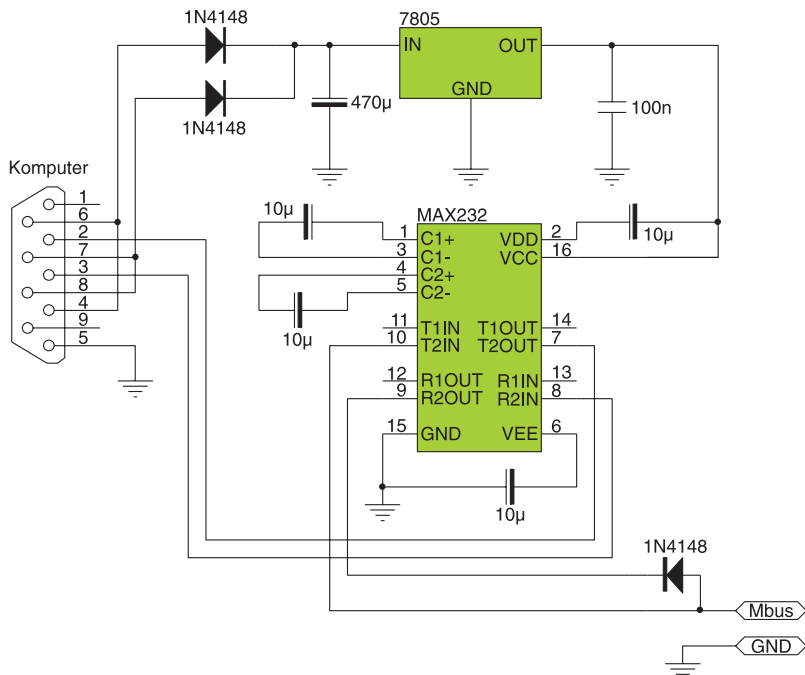 1N4148
1N4148
7805
IN OUT
GND
470µ
100n
Komputer
1
6
2
7
3
8
4
9
5
MAX232
10µ
10µ
10µ
1 C1+ VDD 2
3 C1- VCC 16
4 C2+
5 C2-
11 T1IN T1OUT 14
10 T2IN T2OUT 7
12 R1OUT R1IN 13
9 R2OUT R2IN 8
15 GND VEE 6
10µ
1N4148
Mbus
GND